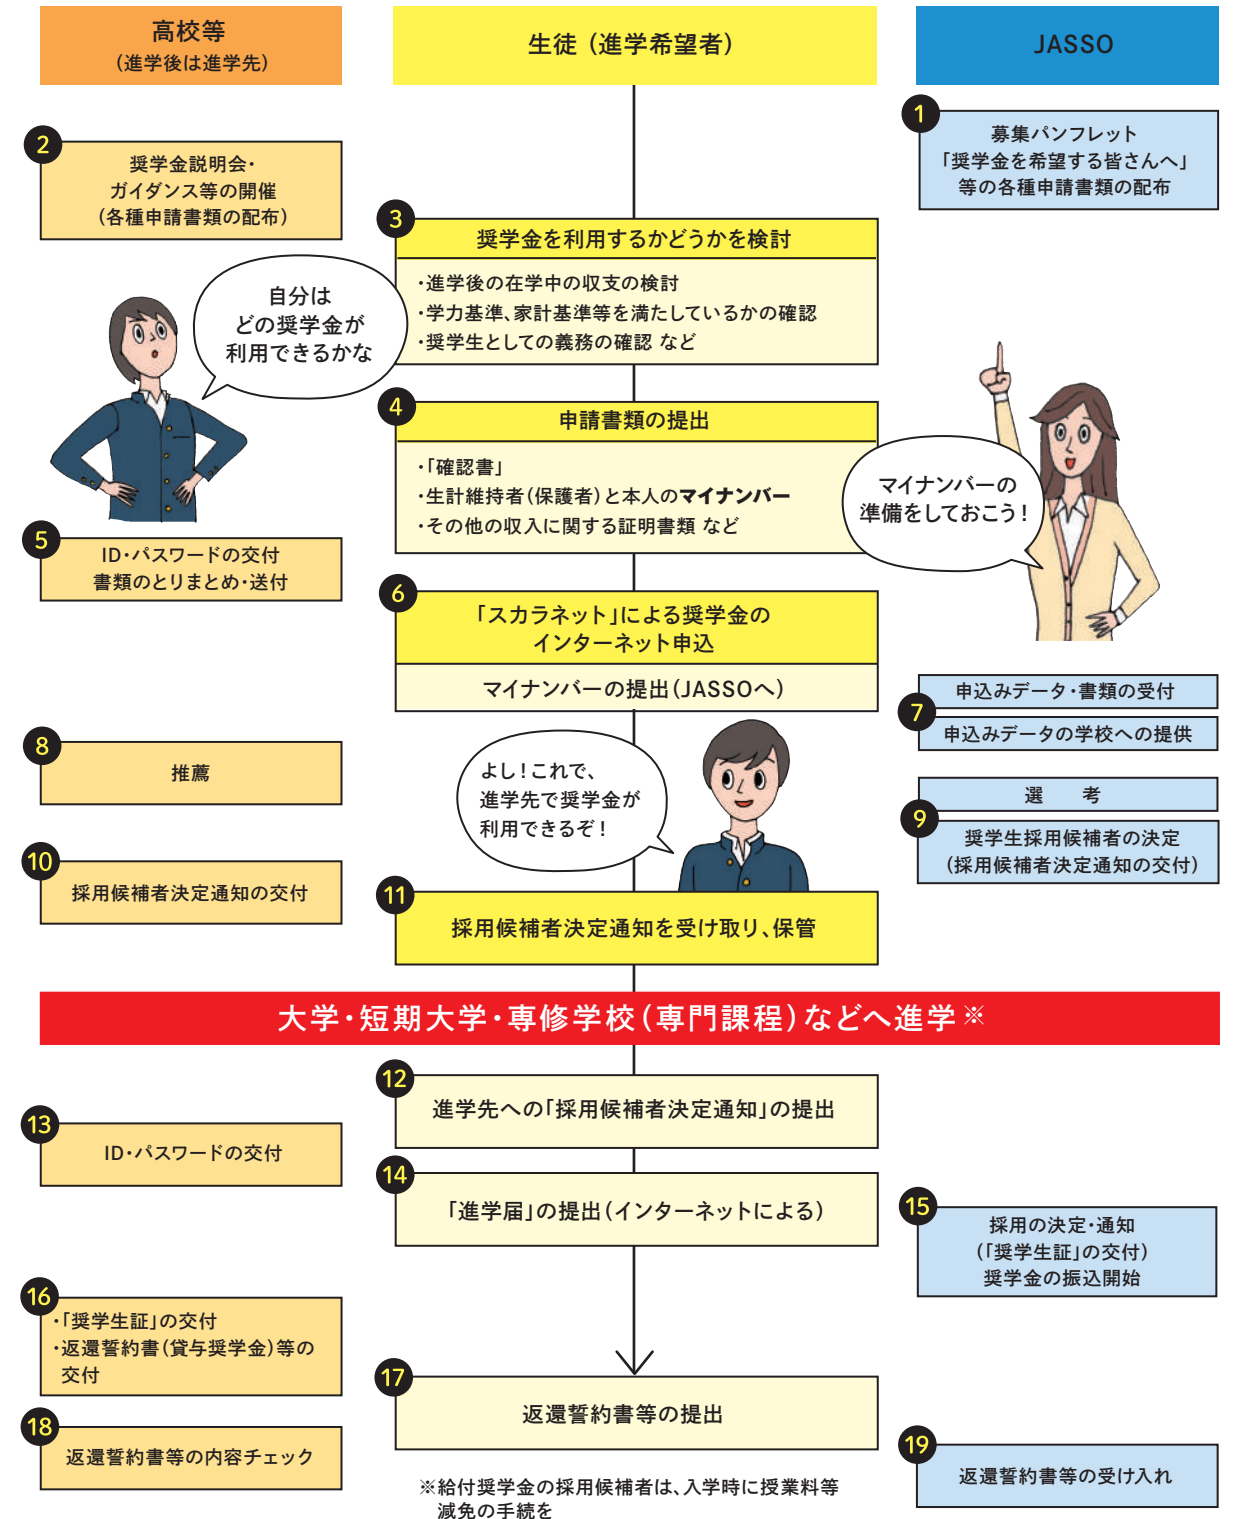 高校等
(進学後は進学先)
生徒(進学希望者)
JASSO
1
募集パンフレット
「奨学金を希望する皆さんへ」
等の各種申請書類の配布
2
奨学金説明会・
ガイダンス等の開催
(各種申請書類の配布)
3
奨学金を利用するかどうかを検討
・進学後の在学中の収支の検討
・学力基準、家計基準等を満たしているかの確認
・奨学生としての義務の確認 など
自分は
どの奨学金が
利用できるかな
4
申請書類の提出
・「確認書」
・生計維持者(保護者)と本人のマイナンバー
・その他の収入に関する証明書類 など
マイナンバーの
準備をしておこう!
5
ID・パスワードの交付
書類のとりまとめ・送付
6
「スカラネット」による奨学金の
インターネット申込
マイナンバーの提出(JASSOへ)
7
申込みデータ・書類の受付
申込みデータの学校への提供
8
推薦
よし!これで、
進学先で奨学金が
利用できるぞ!
9
選 考
奨学生採用候補者の決定
(採用候補者決定通知の交付)
10
採用候補者決定通知の交付
11
採用候補者決定通知を受け取り、保管
大学・短期大学・専修学校(専門課程)などへ進学※
12
進学先への「採用候補者決定通知」の提出
13
ID・パスワードの交付
14
「進学届」の提出(インターネットによる)
15
採用の決定・通知
(「奨学生証」の交付)
奨学金の振込開始
16
・「奨学生証」の交付
・返還誓約書(貸与奨学金)等の
交付
17
返還誓約書等の提出
18
返還誓約書等の内容チェック
19
返還誓約書等の受け入れ
※給付奨学金の採用候補者は、入学時に授業料等
減免の手続を